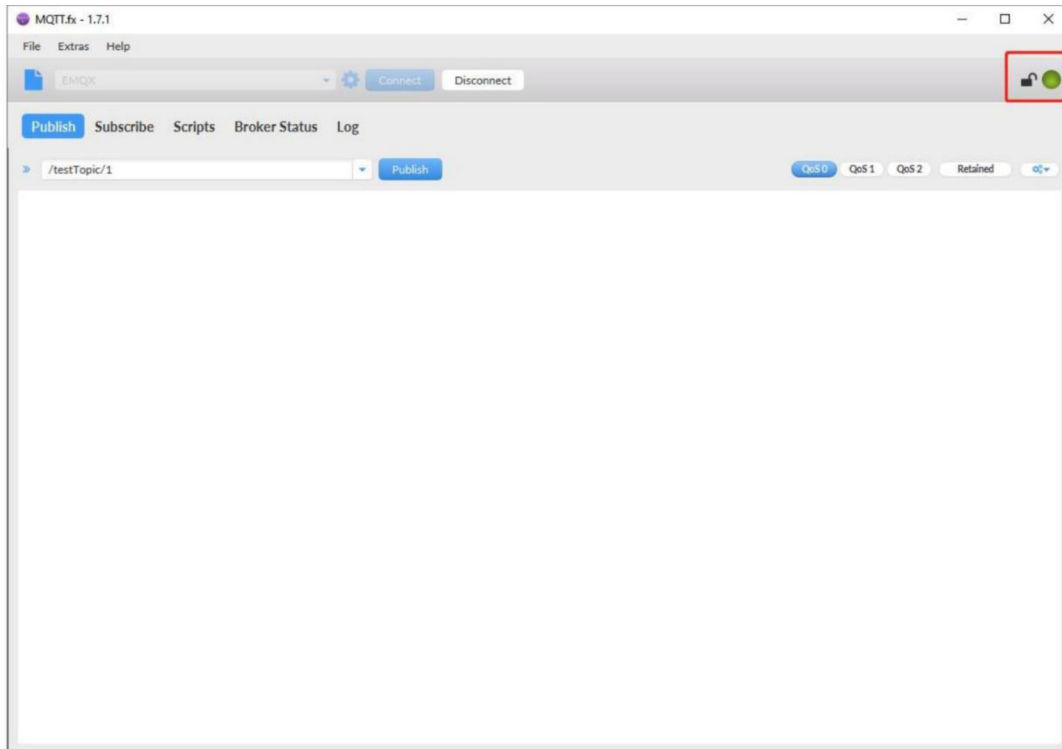 MQTT.fx - 1.7.1
File Extras Help
EMQX Connect Disconnect
Publish Subscribe Scripts Broker Status Log
/testTopic/1 Publish QoS 0 QoS 1 QoS 2 Retained